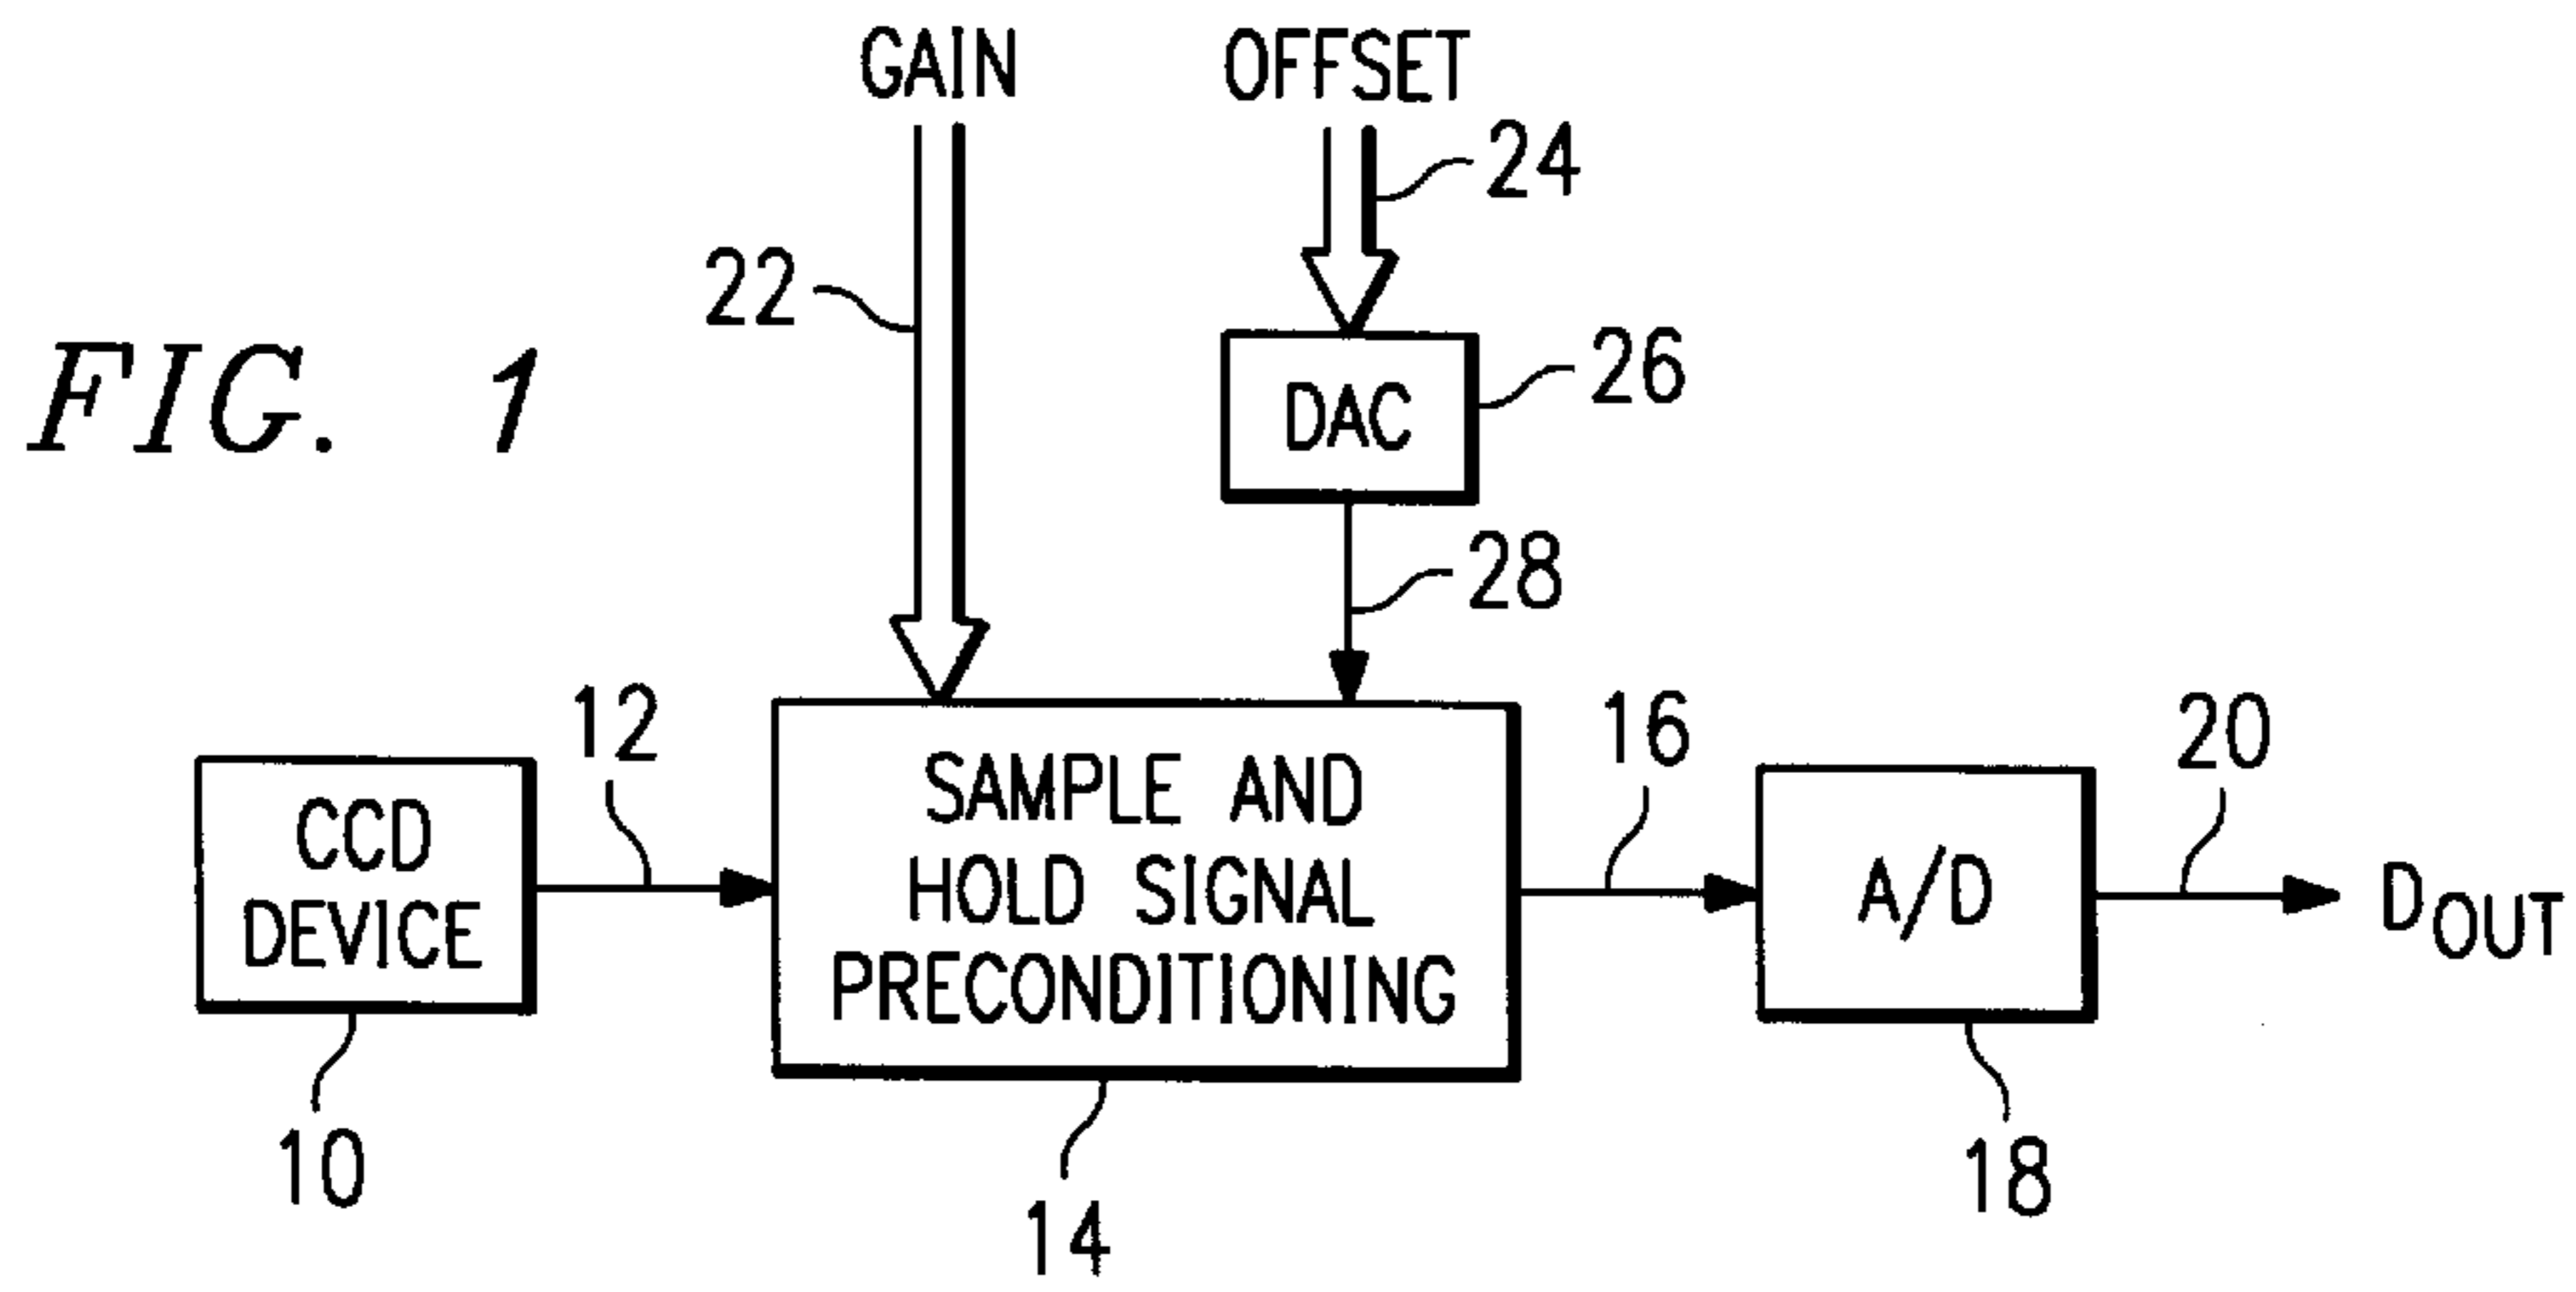 GAIN
OFFSET
24
22
26
FIG. 1
DAC
28
12
16
20
SAMPLE AND
HOLD SIGNAL
PRECONDITIONING
CCD
DEVICE
A/D
DOUT
10
14
18